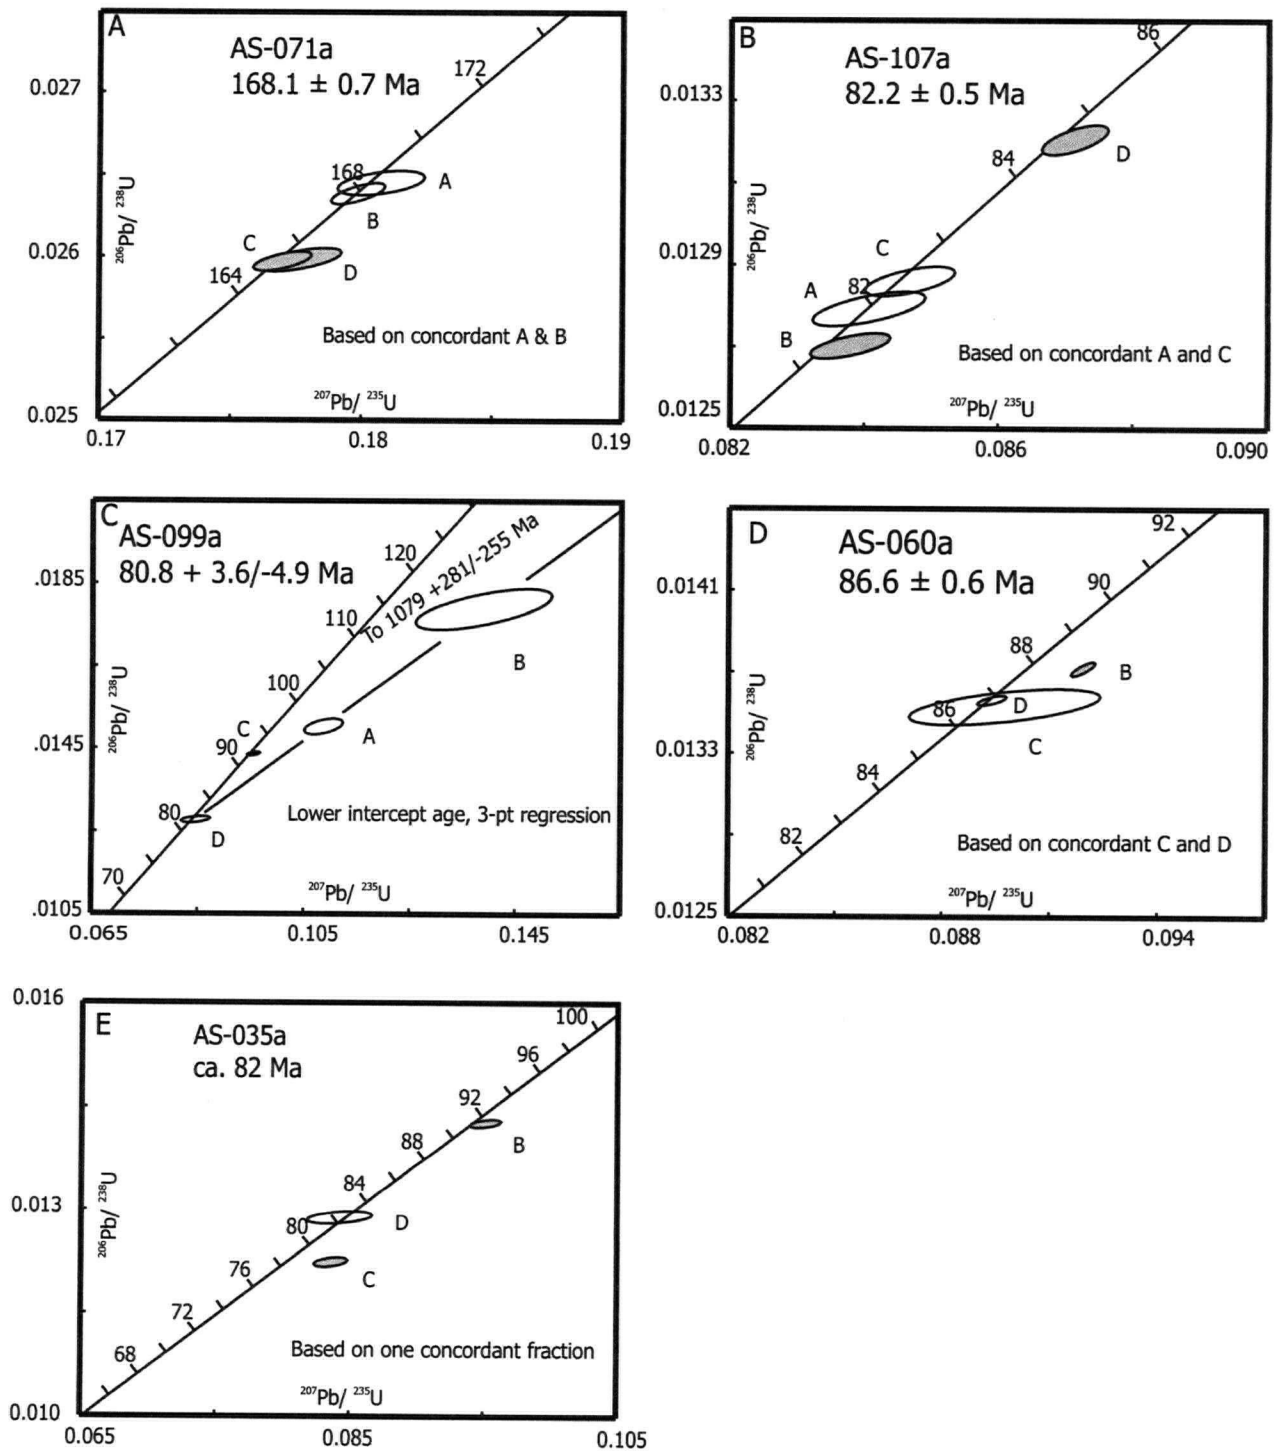 A
AS-071a
168.1 ± 0.7 Ma
172
168
164
A
B
C
D
Based on concordant A & B
0.027
0.026
0.025
²⁰⁶Pb/ ²³⁸U
²⁰⁷Pb/ ²³⁵U
0.17
0.18
0.19
B
AS-107a
82.2 ± 0.5 Ma
86
84
82
D
C
A
B
Based on concordant A and C
0.0133
0.0129
0.0125
²⁰⁶Pb/ ²³⁸U
²⁰⁷Pb/ ²³⁵U
0.082
0.086
0.090
C
AS-099a
80.8 + 3.6/-4.9 Ma
To 1079 +281/-255 Ma
120
110
100
90
80
70
B
A
C
D
Lower intercept age, 3-pt regression
.0185
.0145
.0105
²⁰⁶Pb/ ²³⁸U
²⁰⁷Pb/ ²³⁵U
0.065
0.105
0.145
D
AS-060a
86.6 ± 0.6 Ma
92
90
88
86
84
82
B
D
C
Based on concordant C and D
0.0141
0.0133
0.0125
²⁰⁶Pb/ ²³⁸U
²⁰⁷Pb/ ²³⁵U
0.082
0.088
0.094
E
AS-035a
ca. 82 Ma
100
96
92
88
84
80
76
72
68
B
D
C
Based on one concordant fraction
0.016
0.013
0.010
²⁰⁶Pb/ ²³⁸U
²⁰⁷Pb/ ²³⁵U
0.065
0.085
0.105